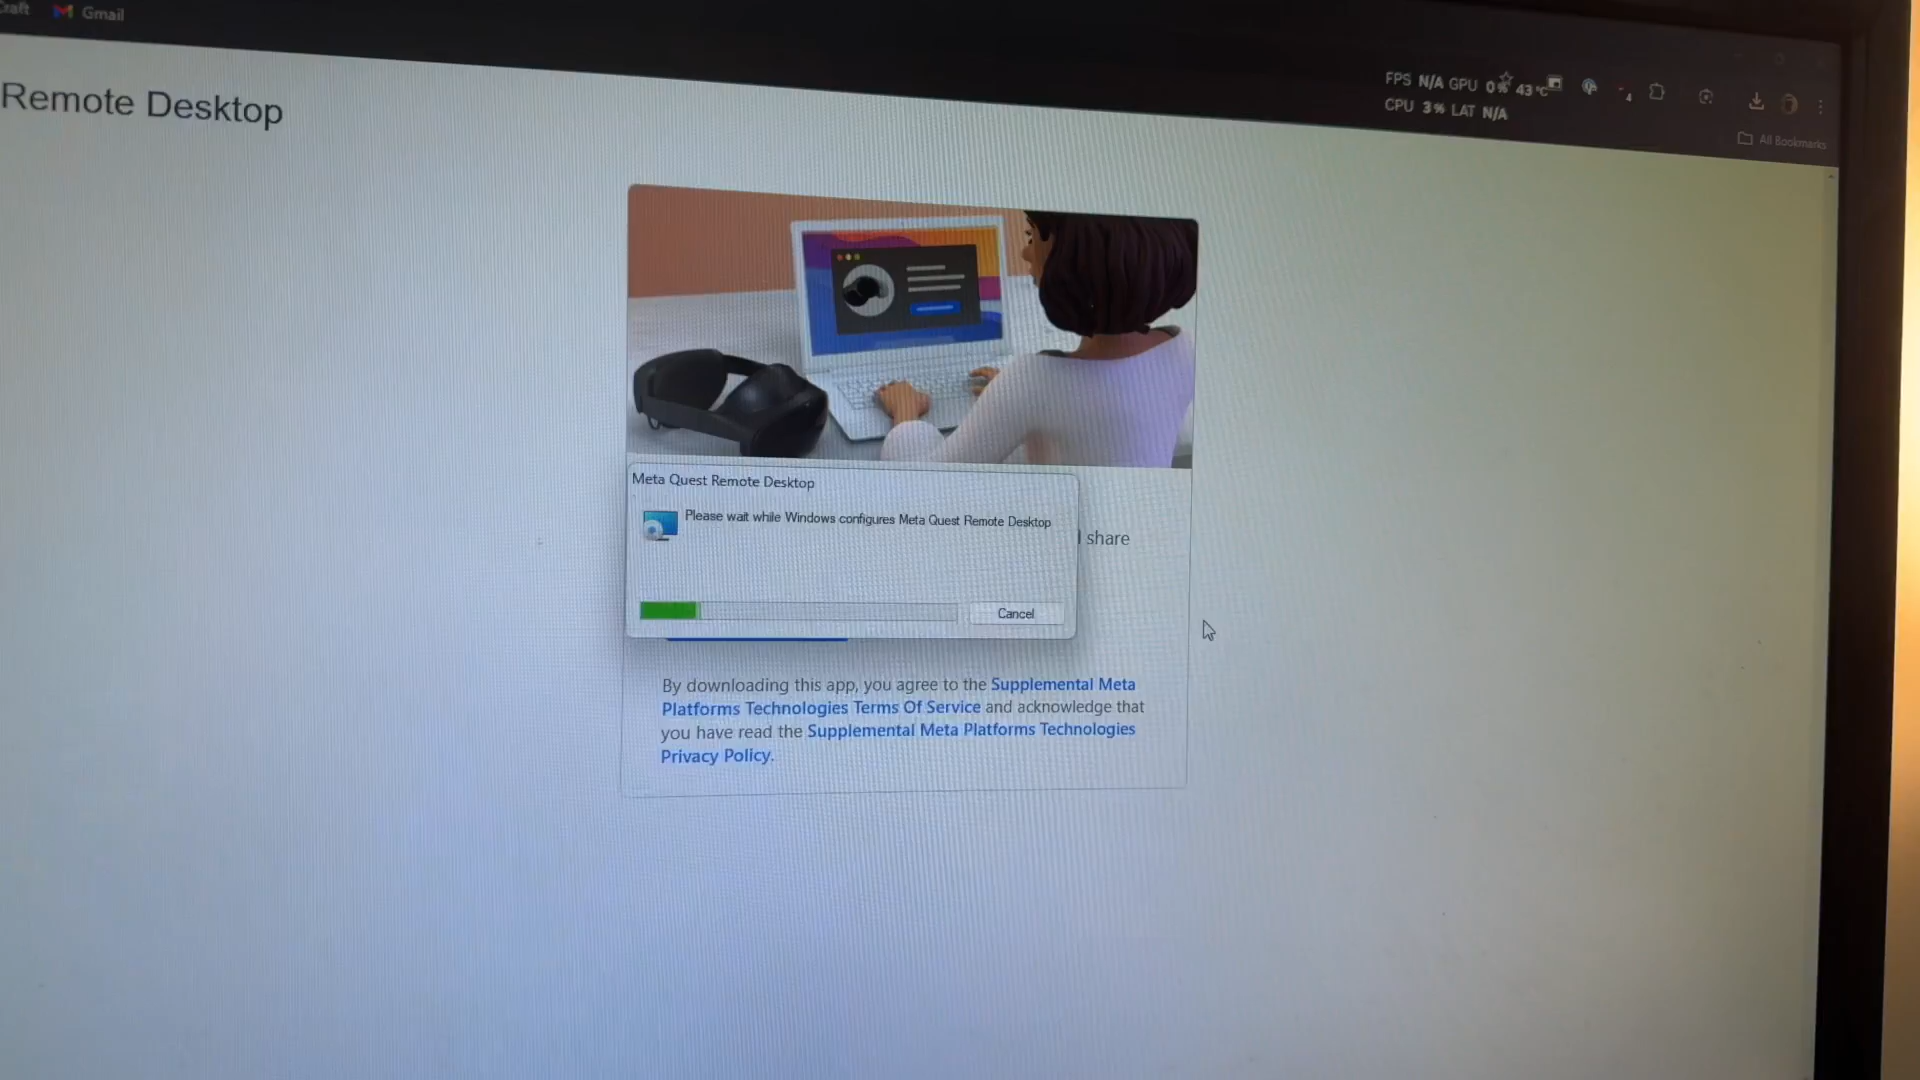 Gmail
FPS N/A GPU 0% 43 °C
CPU 3% LAT N/A
4
All Bookmarks
Remote Desktop
Meta Quest Remote Desktop
Please wait while Windows configures Meta Quest Remote Desktop
share
Cancel
By downloading this app, you agree to the Supplemental Meta
Platforms Technologies Terms Of Service and acknowledge that
you have read the Supplemental Meta Platforms Technologies
Privacy Policy.